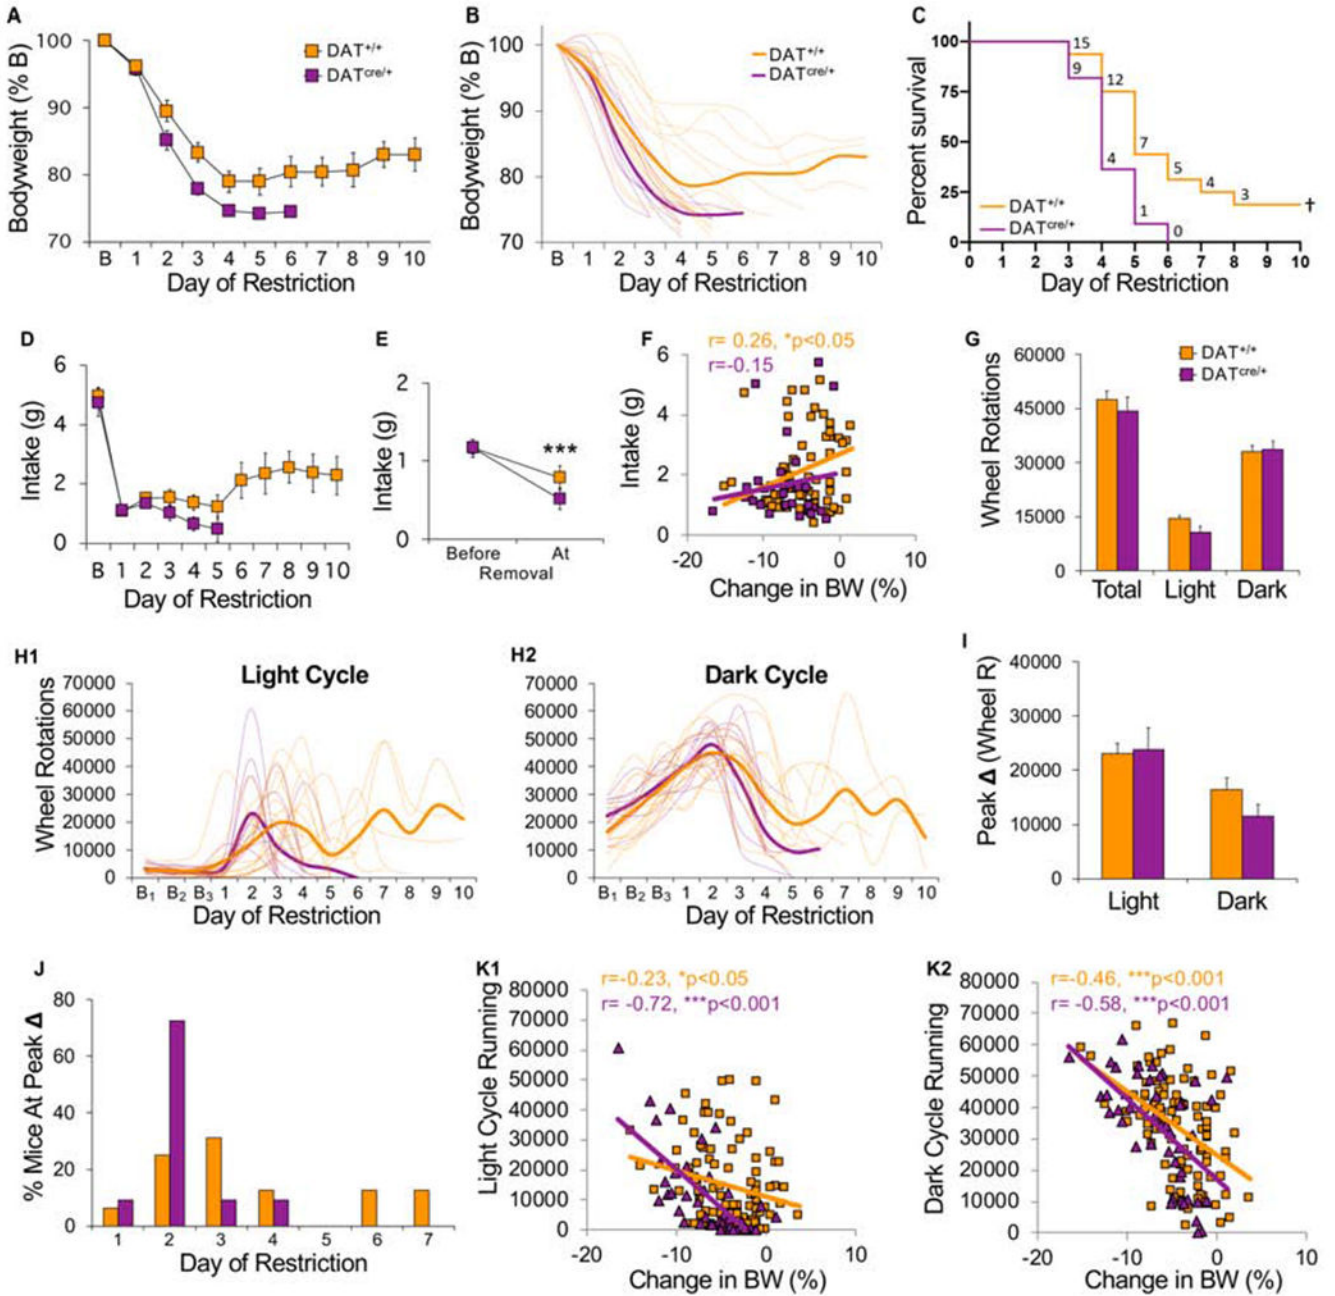 A
Bodyweight (% B)
100
90
80
70
DAT+/+
DATcre/+
B 1 2 3 4 5 6 7 8 9 10
Day of Restriction
B
Bodyweight (% B)
100
90
80
70
DAT+/+
DATcre/+
B 1 2 3 4 5 6 7 8 9 10
Day of Restriction
C
Percent survival
100
75
50
25
0
15
9
12
4
7
1
5
0
4
3
†
DAT+/+
DATcre/+
0 1 2 3 4 5 6 7 8 9 10
Day of Restriction
D
Intake (g)
6
4
2
0
B 1 2 3 4 5 6 7 8 9 10
Day of Restriction
E
Intake (g)
2
1
0
***
Before At
Removal
F
r= 0.26, *p<0.05
r=-0.15
Intake (g)
6
4
2
0
-20 -10 0 10
Change in BW (%)
G
Wheel Rotations
60000
45000
30000
15000
0
DAT+/+
DATcre/+
Total Light Dark
H1
Light Cycle
Wheel Rotations
70000
60000
50000
40000
30000
20000
10000
0
B1 B2 B3 1 2 3 4 5 6 7 8 9 10
Day of Restriction
H2
Dark Cycle
70000
60000
50000
40000
30000
20000
10000
0
B1 B2 B3 1 2 3 4 5 6 7 8 9 10
Day of Restriction
I
Peak Δ (Wheel R)
40000
30000
20000
10000
0
Light Dark
J
% Mice At Peak Δ
80
60
40
20
0
1 2 3 4 5 6 7
Day of Restriction
K1
r=-0.23, *p<0.05
r= -0.72, ***p<0.001
Light Cycle Running
80000
70000
60000
50000
40000
30000
20000
10000
0
-20 -10 0 10
Change in BW (%)
K2
r=-0.46, ***p<0.001
r= -0.58, ***p<0.001
Dark Cycle Running
80000
70000
60000
50000
40000
30000
20000
10000
0
-20 -10 0 10
Change in BW (%)